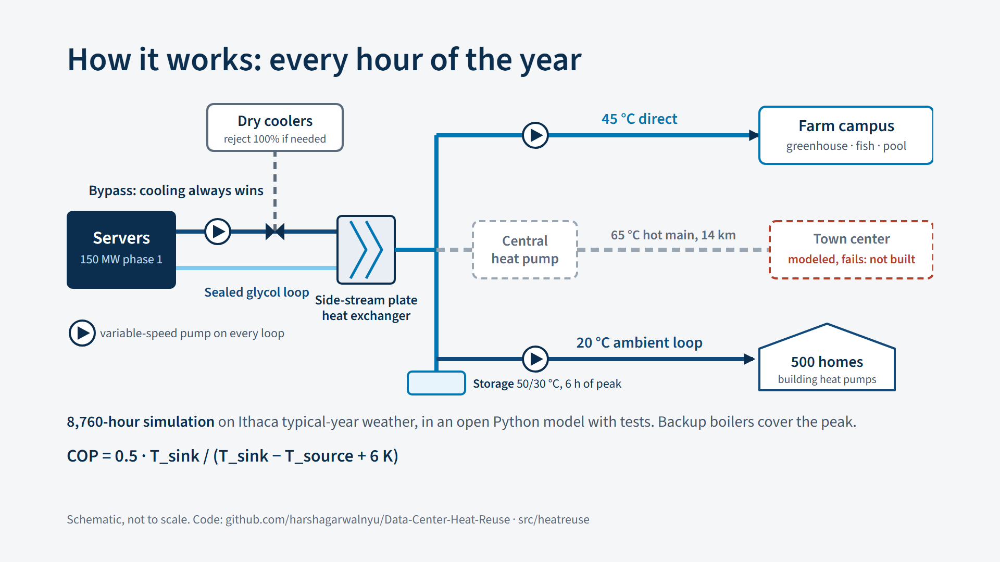 How it works: every hour of the year
Dry coolers
reject 100% if needed
45 °C direct
Farm campus
greenhouse · fish · pool
Bypass: cooling always wins
Servers
150 MW phase 1
Central
heat pump
65 °C hot main, 14 km
Town center
modeled, fails: not built
Sealed glycol loop
Side-stream plate
heat exchanger
variable-speed pump on every loop
20 °C ambient loop
500 homes
building heat pumps
Storage 50/30 °C, 6 h of peak
8,760-hour simulation on Ithaca typical-year weather, in an open Python model with tests. Backup boilers cover the peak.
COP = 0.5 · T_sink / (T_sink − T_source + 6 K)
Schematic, not to scale. Code: github.com/harshagarwalnyu/Data-Center-Heat-Reuse · src/heatreuse